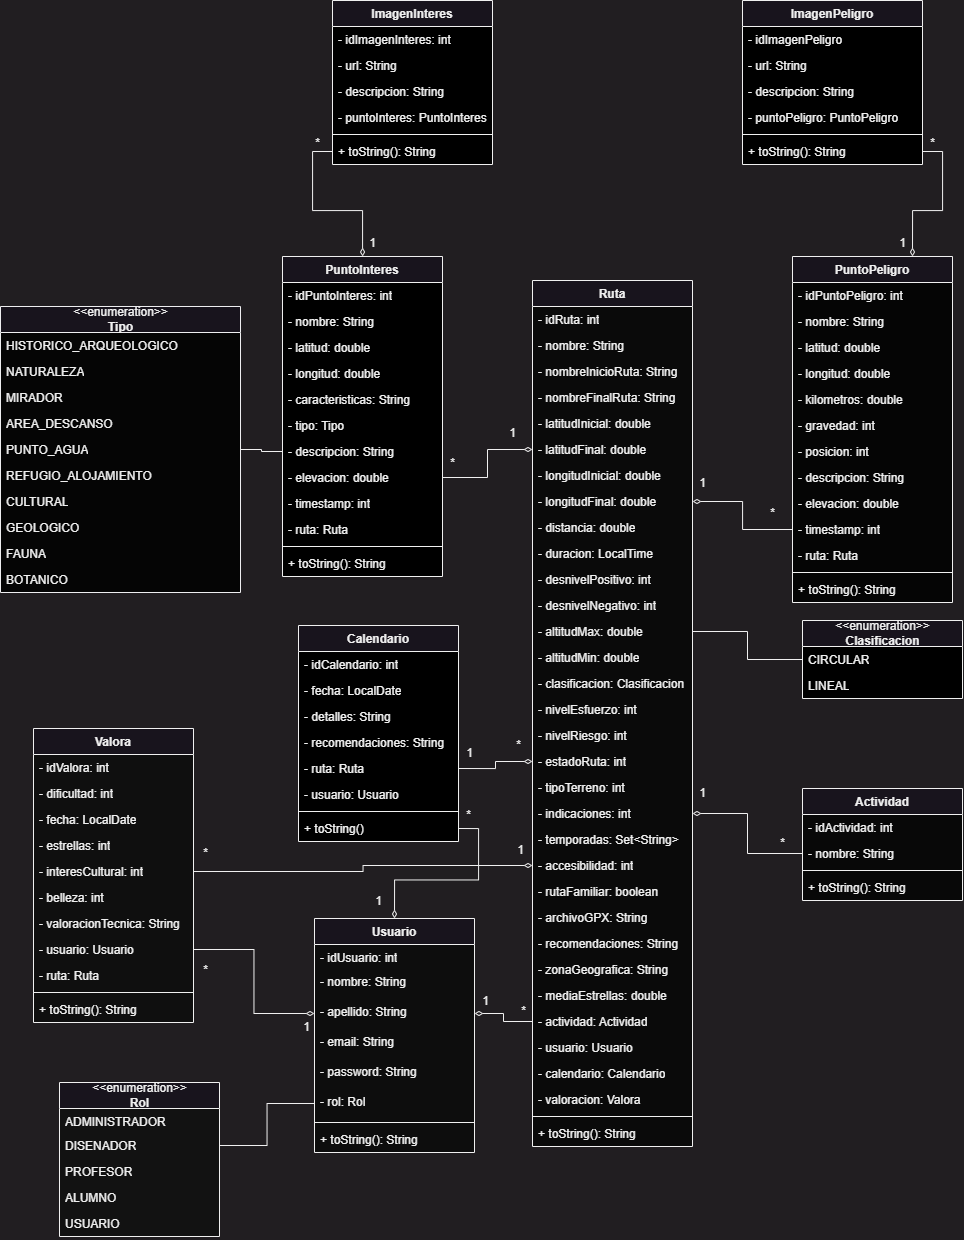 ImagenInteres
- idImagenInteres: int
- url: String
- descripcion: String
- puntoInteres: PuntoInteres
+ toString(): String
*
1
ImagenPeligro
- idImagenPeligro
- url: String
- descripcion: String
- puntoPeligro: PuntoPeligro
+ toString(): String
*
1
<<enumeration>>
Tipo
HISTORICO_ARQUEOLOGICO
NATURALEZA
MIRADOR
AREA_DESCANSO
PUNTO_AGUA
REFUGIO_ALOJAMIENTO
CULTURAL
GEOLOGICO
FAUNA
BOTANICO
PuntoInteres
- idPuntoInteres: int
- nombre: String
- latitud: double
- longitud: double
- caracteristicas: String
- tipo: Tipo
- descripcion: String
- elevacion: double
- timestamp: int
- ruta: Ruta
+ toString(): String
*
1
Ruta
- idRuta: int
- nombre: String
- nombreInicioRuta: String
- nombreFinalRuta: String
- latitudInicial: double
- latitudFinal: double
- longitudInicial: double
- longitudFinal: double
- distancia: double
- duracion: LocalTime
- desnivelPositivo: int
- desnivelNegativo: int
- altitudMax: double
- altitudMin: double
- clasificacion: Clasificacion
- nivelEsfuerzo: int
- nivelRiesgo: int
- estadoRuta: int
- tipoTerreno: int
- indicaciones: int
- temporadas: Set<String>
- accesibilidad: int
- rutaFamiliar: boolean
- archivoGPX: String
- recomendaciones: String
- zonaGeografica: String
- mediaEstrellas: double
- actividad: Actividad
- usuario: Usuario
- calendario: Calendario
- valoracion: Valora
+ toString(): String
1
*
PuntoPeligro
- idPuntoPeligro: int
- nombre: String
- latitud: double
- longitud: double
- kilometros: double
- gravedad: int
- posicion: int
- descripcion: String
- elevacion: double
- timestamp: int
- ruta: Ruta
+ toString(): String
<<enumeration>>
Clasificacion
CIRCULAR
LINEAL
Calendario
- idCalendario: int
- fecha: LocalDate
- detalles: String
- recomendaciones: String
- ruta: Ruta
- usuario: Usuario
+ toString()
1
*
*
1
Valora
- idValora: int
- dificultad: int
- fecha: LocalDate
- estrellas: int
- interesCultural: int
- belleza: int
- valoracionTecnica: String
- usuario: Usuario
- ruta: Ruta
+ toString(): String
*
1
*
1
Actividad
- idActividad: int
- nombre: String
+ toString(): String
1
*
Usuario
- idUsuario: int
- nombre: String
- apellido: String
- email: String
- password: String
- rol: Rol
+ toString(): String
1
*
<<enumeration>>
Rol
ADMINISTRADOR
DISENADOR
PROFESOR
ALUMNO
USUARIO